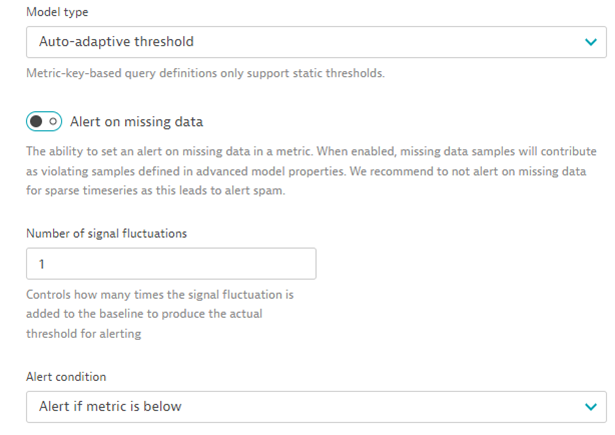 Model type
Auto-adaptive threshold
Metric-key-based query definitions only support static thresholds.
Alert on missing data
The ability to set an alert on missing data in a metric. When enabled, missing data samples will contribute
as violating samples defined in advanced model properties. We recommend to not alert on missing data
for sparse timeseries as this leads to alert spam.
Number of signal fluctuations
1
Controls how many times the signal fluctuation is
added to the baseline to produce the actual
threshold for alerting
Alert condition
Alert if metric is below